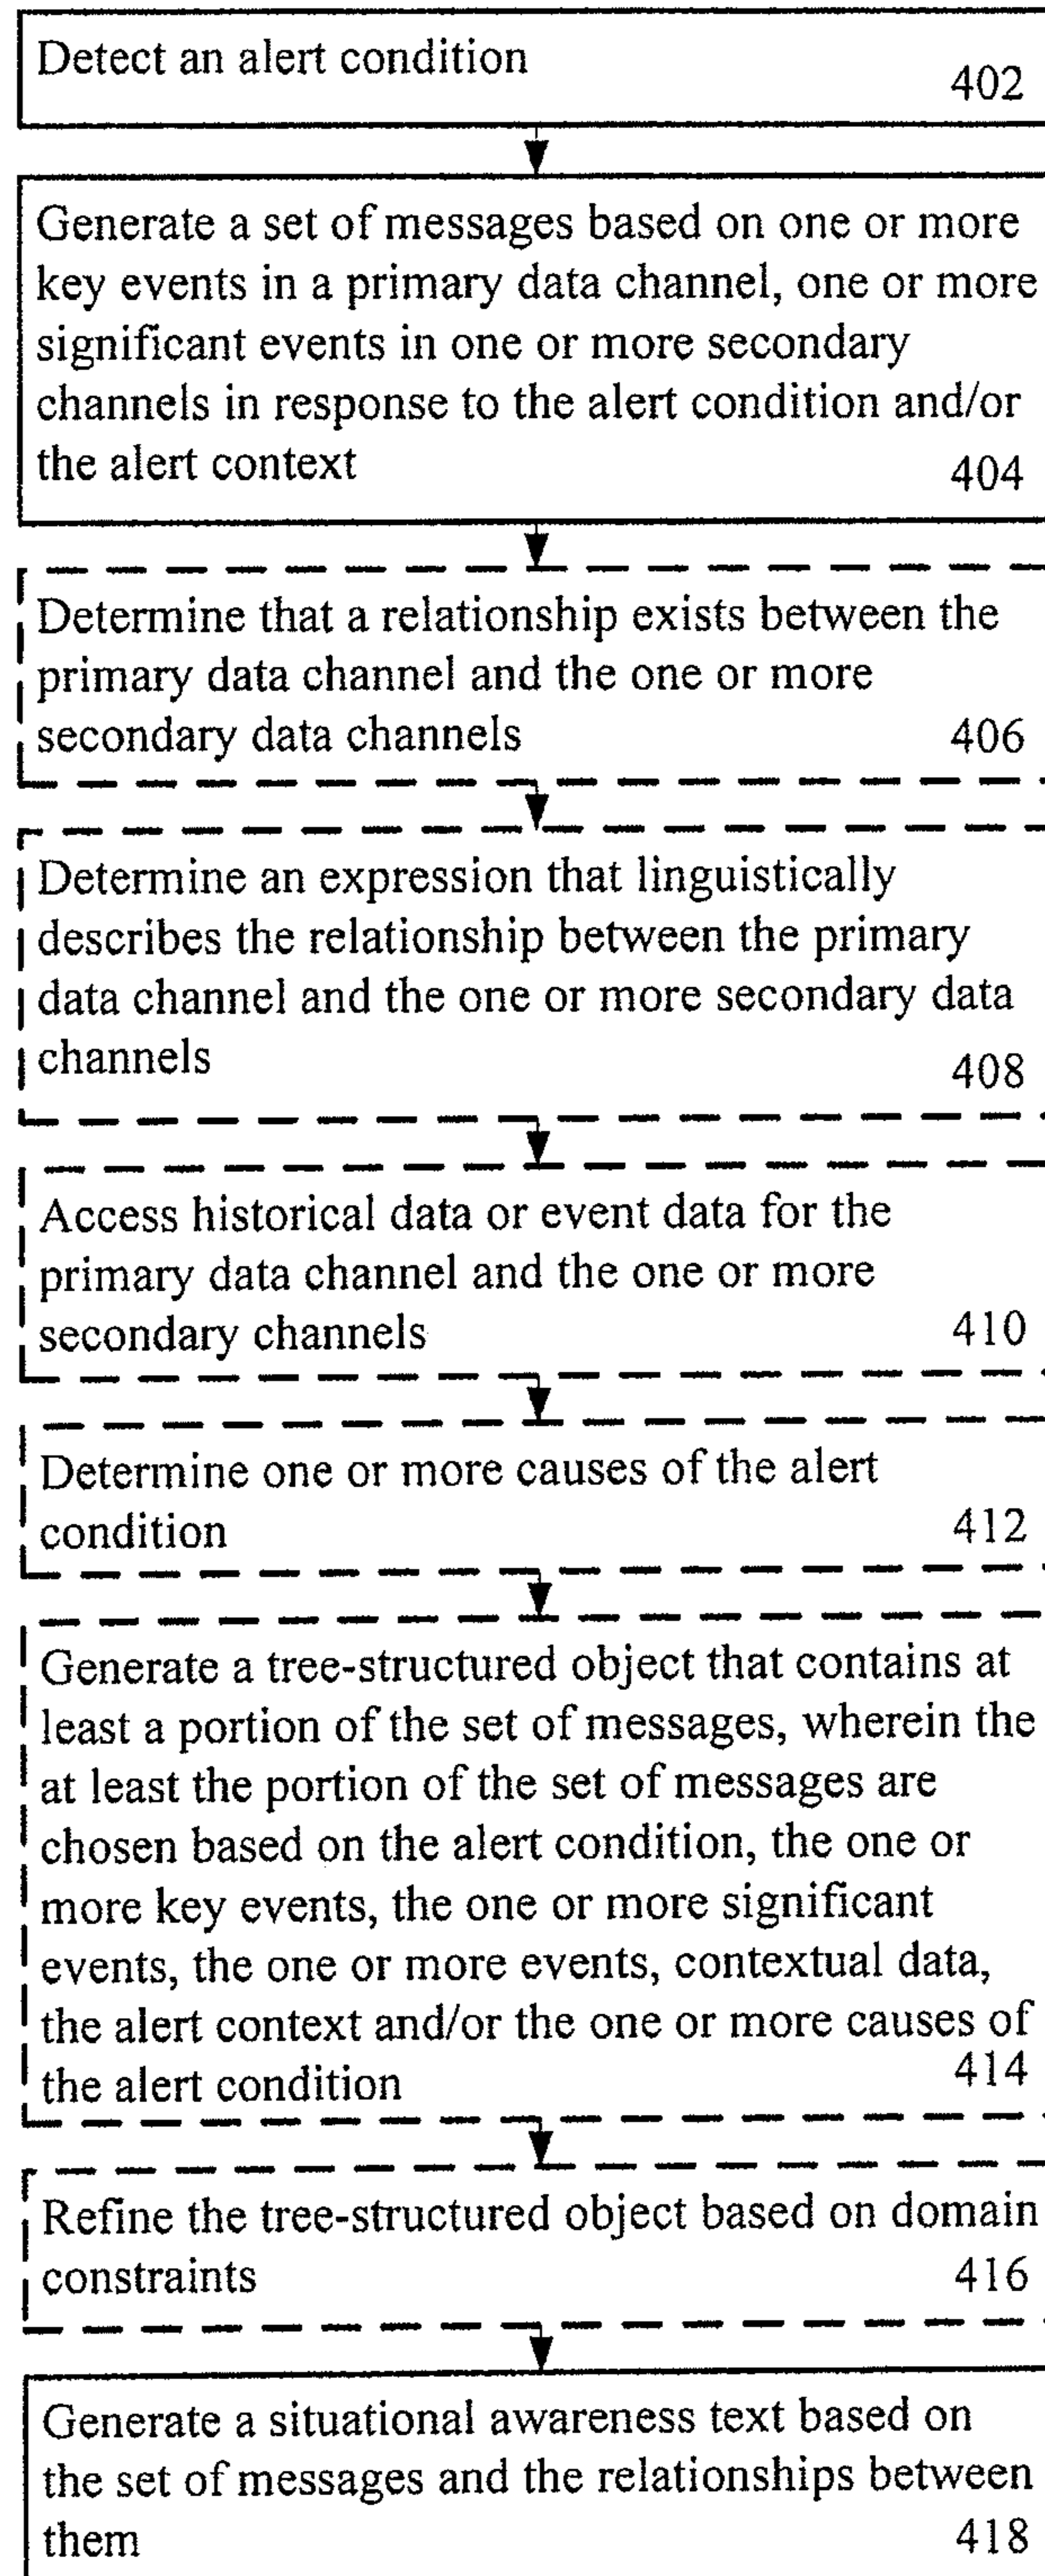 Detect an alert condition
402
Generate a set of messages based on one or more
key events in a primary data channel, one or more
significant events in one or more secondary
channels in response to the alert condition and/or
the alert context
404
Determine that a relationship exists between the
primary data channel and the one or more
secondary data channels
406
Determine an expression that linguistically
describes the relationship between the primary
data channel and the one or more secondary data
channels
408
Access historical data or event data for the
primary data channel and the one or more
secondary channels
410
Determine one or more causes of the alert
condition
412
Generate a tree-structured object that contains at
least a portion of the set of messages, wherein the
at least the portion of the set of messages are
chosen based on the alert condition, the one or
more key events, the one or more significant
events, the one or more events, contextual data,
the alert context and/or the one or more causes of
the alert condition
414
Refine the tree-structured object based on domain
constraints
416
Generate a situational awareness text based on
the set of messages and the relationships between
them
418